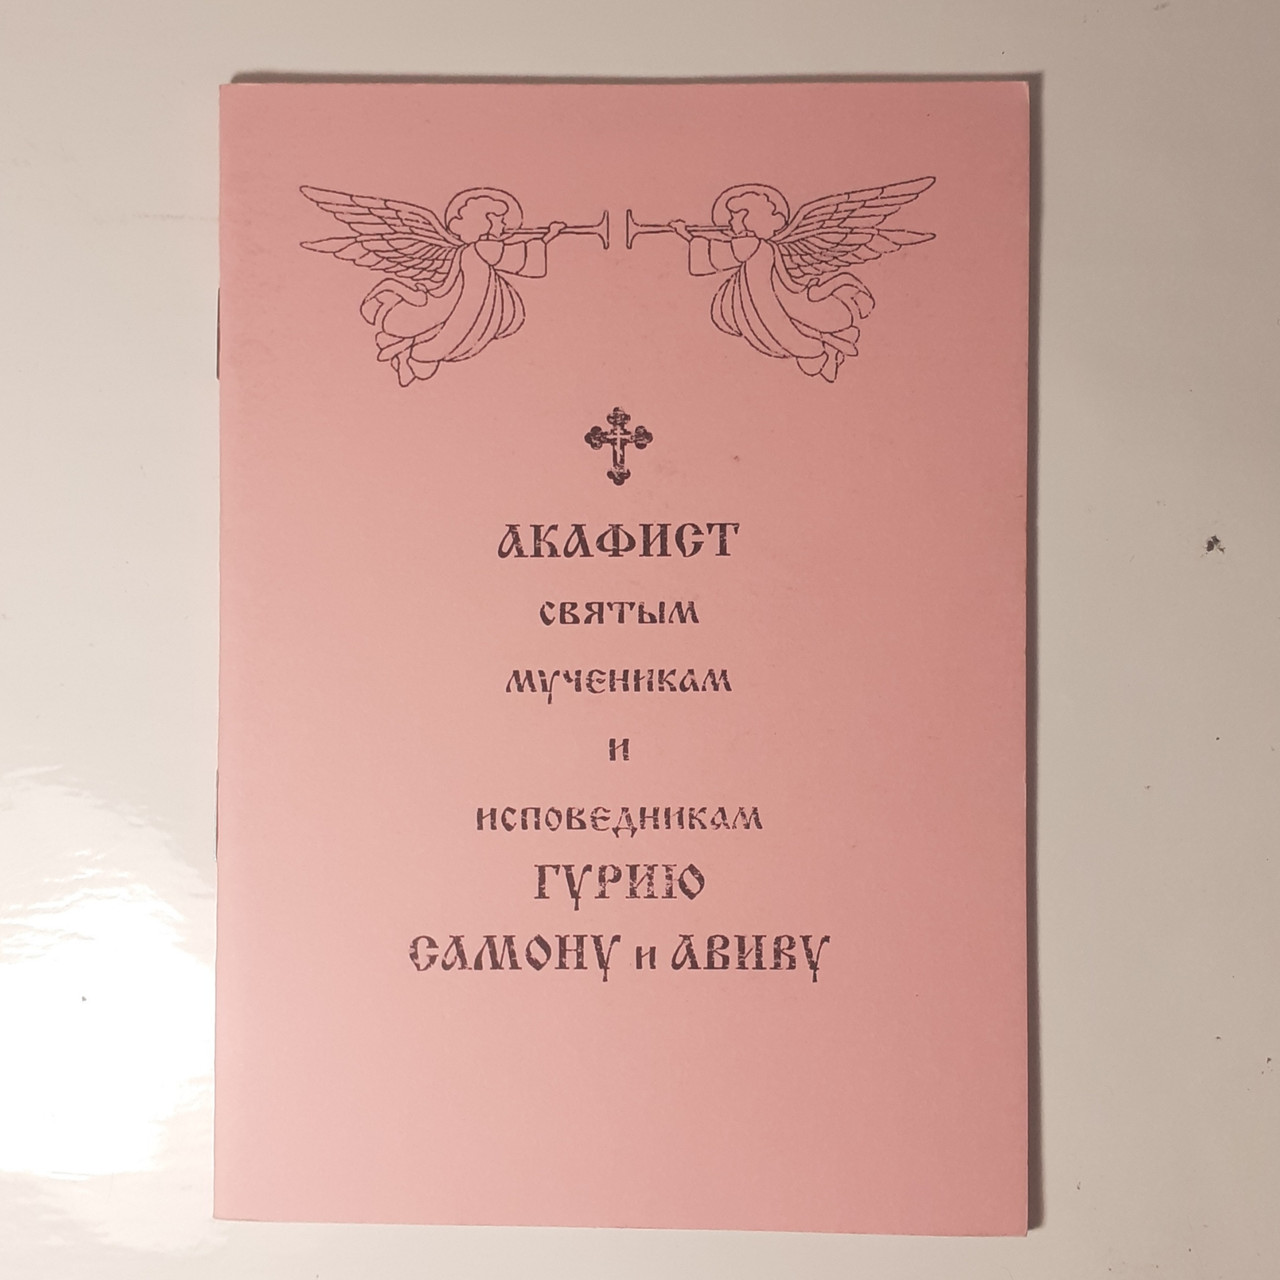 АКАФИСТ
СВЯТЫМ
МУЧЕНИКАМ
И
ИСПОВЕДНИКАМ
ГУРИЮ
САМОНУ И АВИВУ